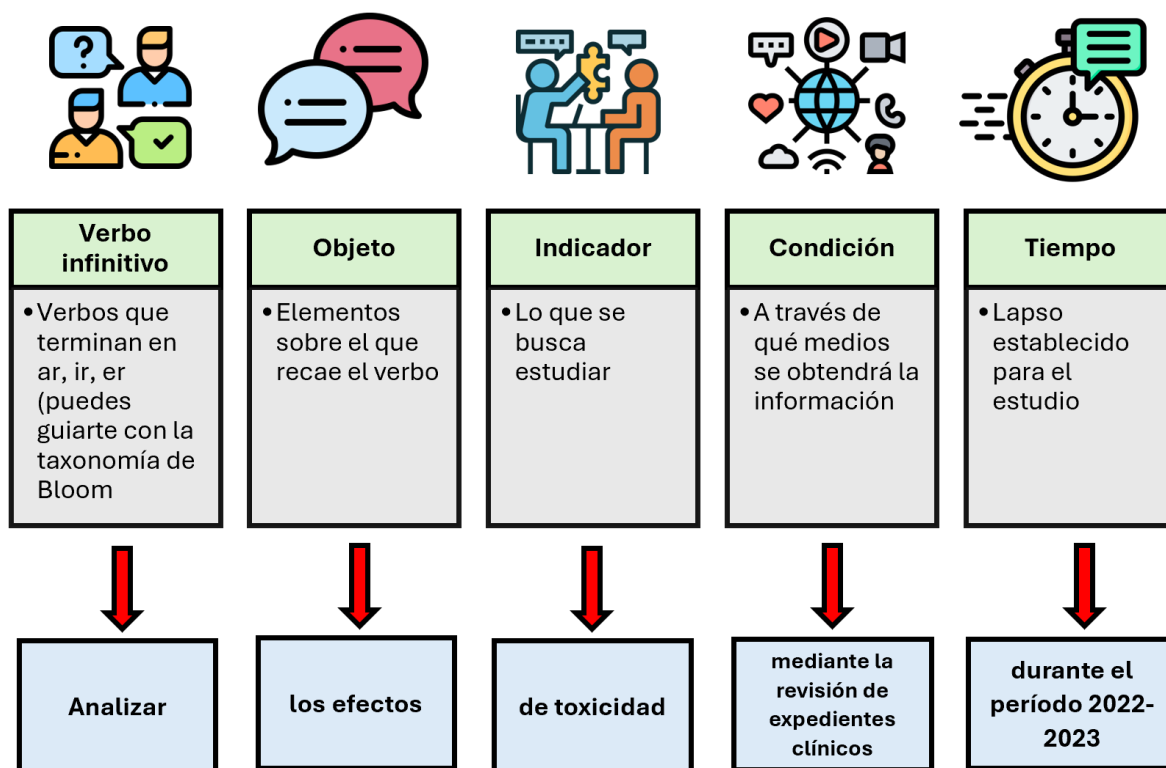 Verbo
infinitivo
Objeto
Indicador
Condición
Tiempo
•Verbos que
terminan en
ar, ir, er
(puedes
guiarte con la
taxonomía de
Bloom
•Elementos
sobre el que
recae el verbo
•Lo que se
busca
estudiar
•A través de
qué medios
se obtendrá la
información
•Lapso
establecido
para el
estudio
Analizar
los efectos
de toxicidad
mediante la
revisión de
expedientes
clínicos
durante el
período 2022-
2023